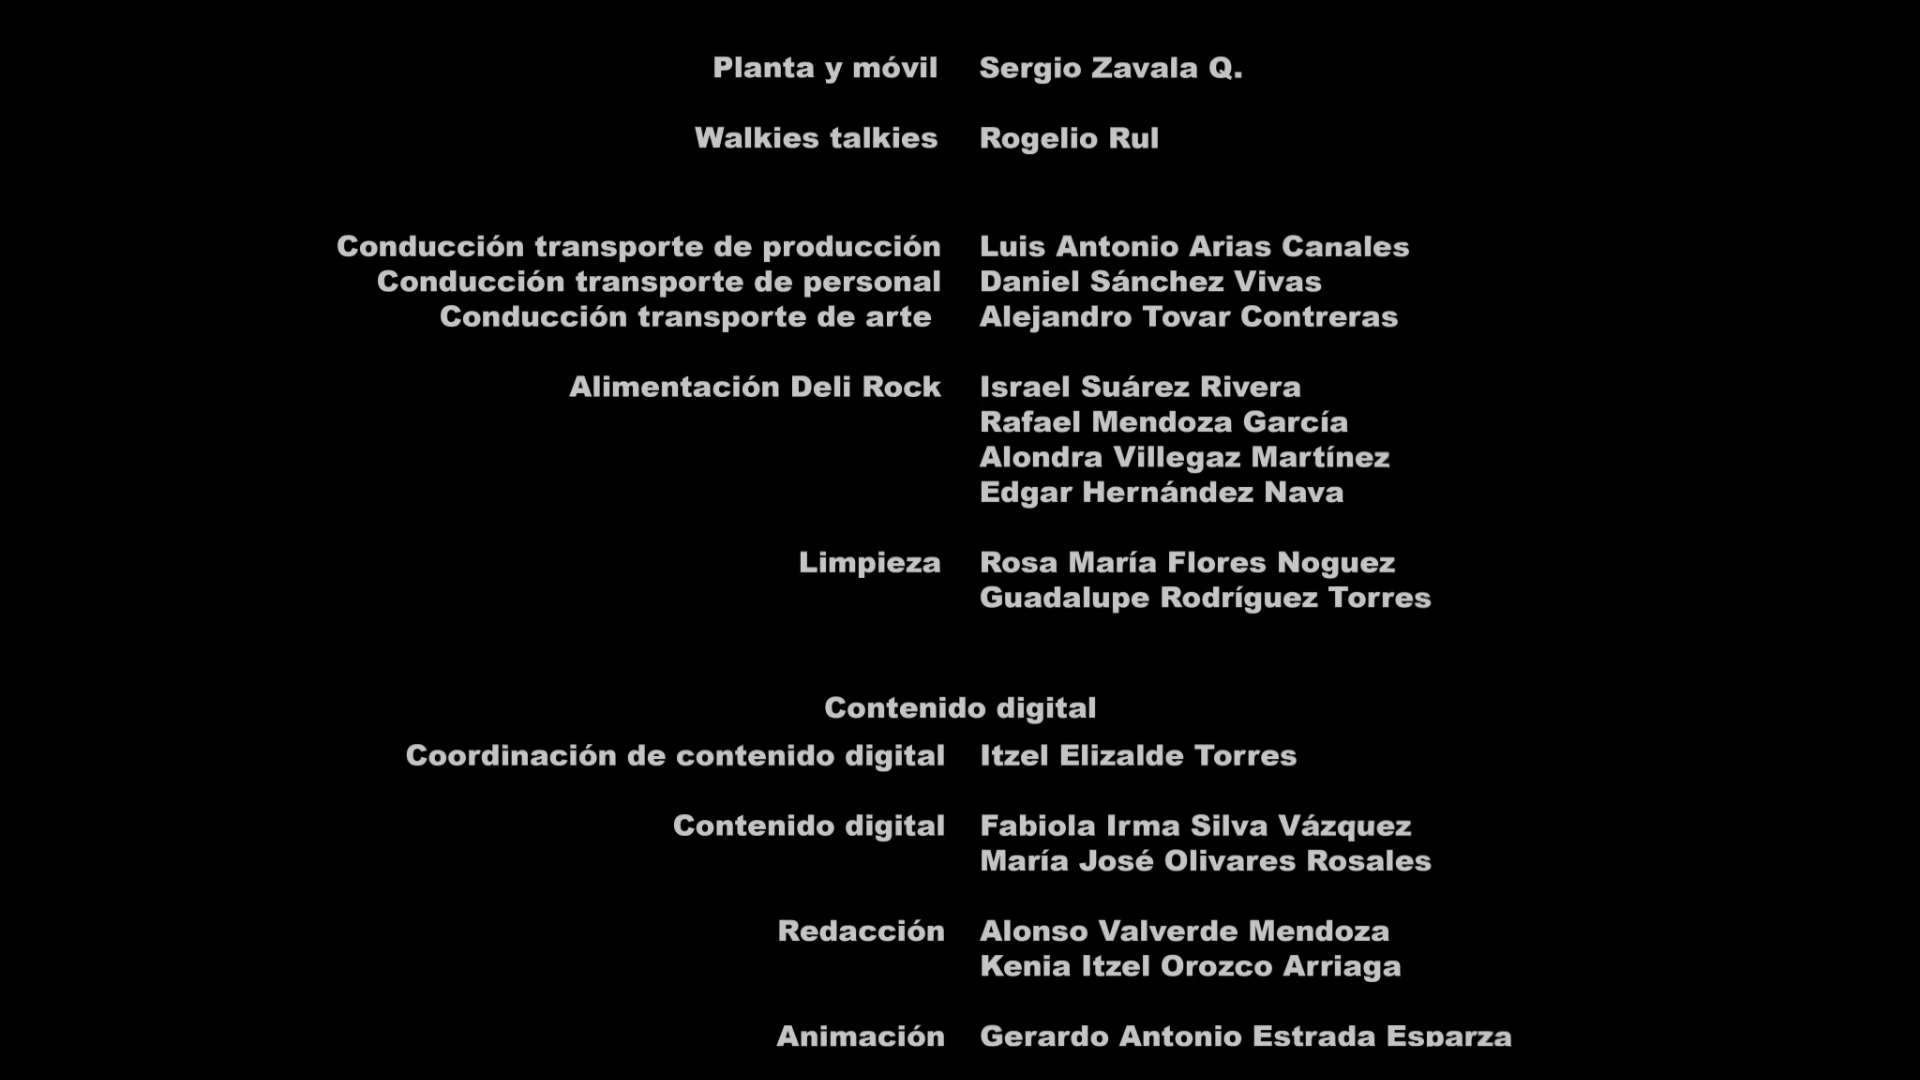 Planta y móvil Sergio Zavala Q.
Walkies talkies Rogelio Rul
Conducción transporte de producción Luis Antonio Arias Canales
Conducción transporte de personal Daniel Sánchez Vivas
Conducción transporte de arte Alejandro Tovar Contreras
Alimentación Deli Rock Israel Suárez Rivera
Rafael Mendoza García
Alondra Villegaz Martínez
Edgar Hernández Nava
Limpieza Rosa María Flores Noguez
Guadalupe Rodríguez Torres
Contenido digital
Coordinación de contenido digital Itzel Elizalde Torres
Contenido digital Fabiola Irma Silva Vázquez
María José Olivares Rosales
Redacción Alonso Valverde Mendoza
Kenia Itzel Orozco Arriaga
Animación Gerardo Antonio Estrada Esparza